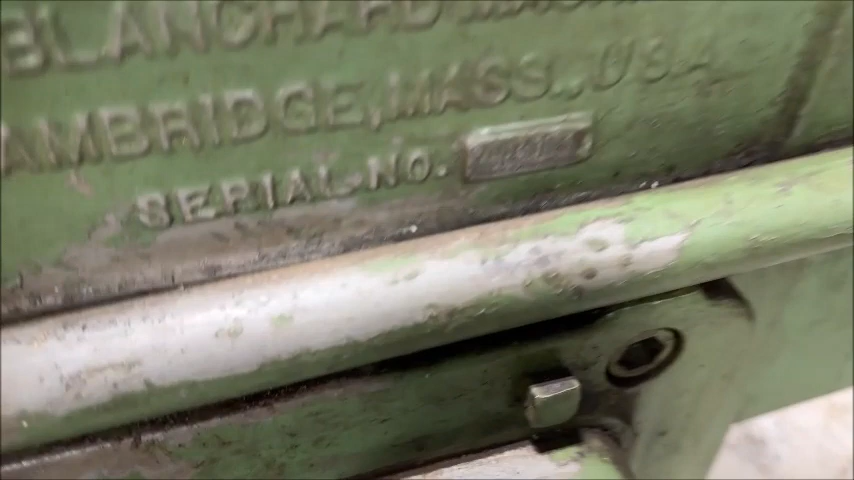 BLANCHARD
AMBRIDGE, MASS., U.S.A.
SERIAL NO.